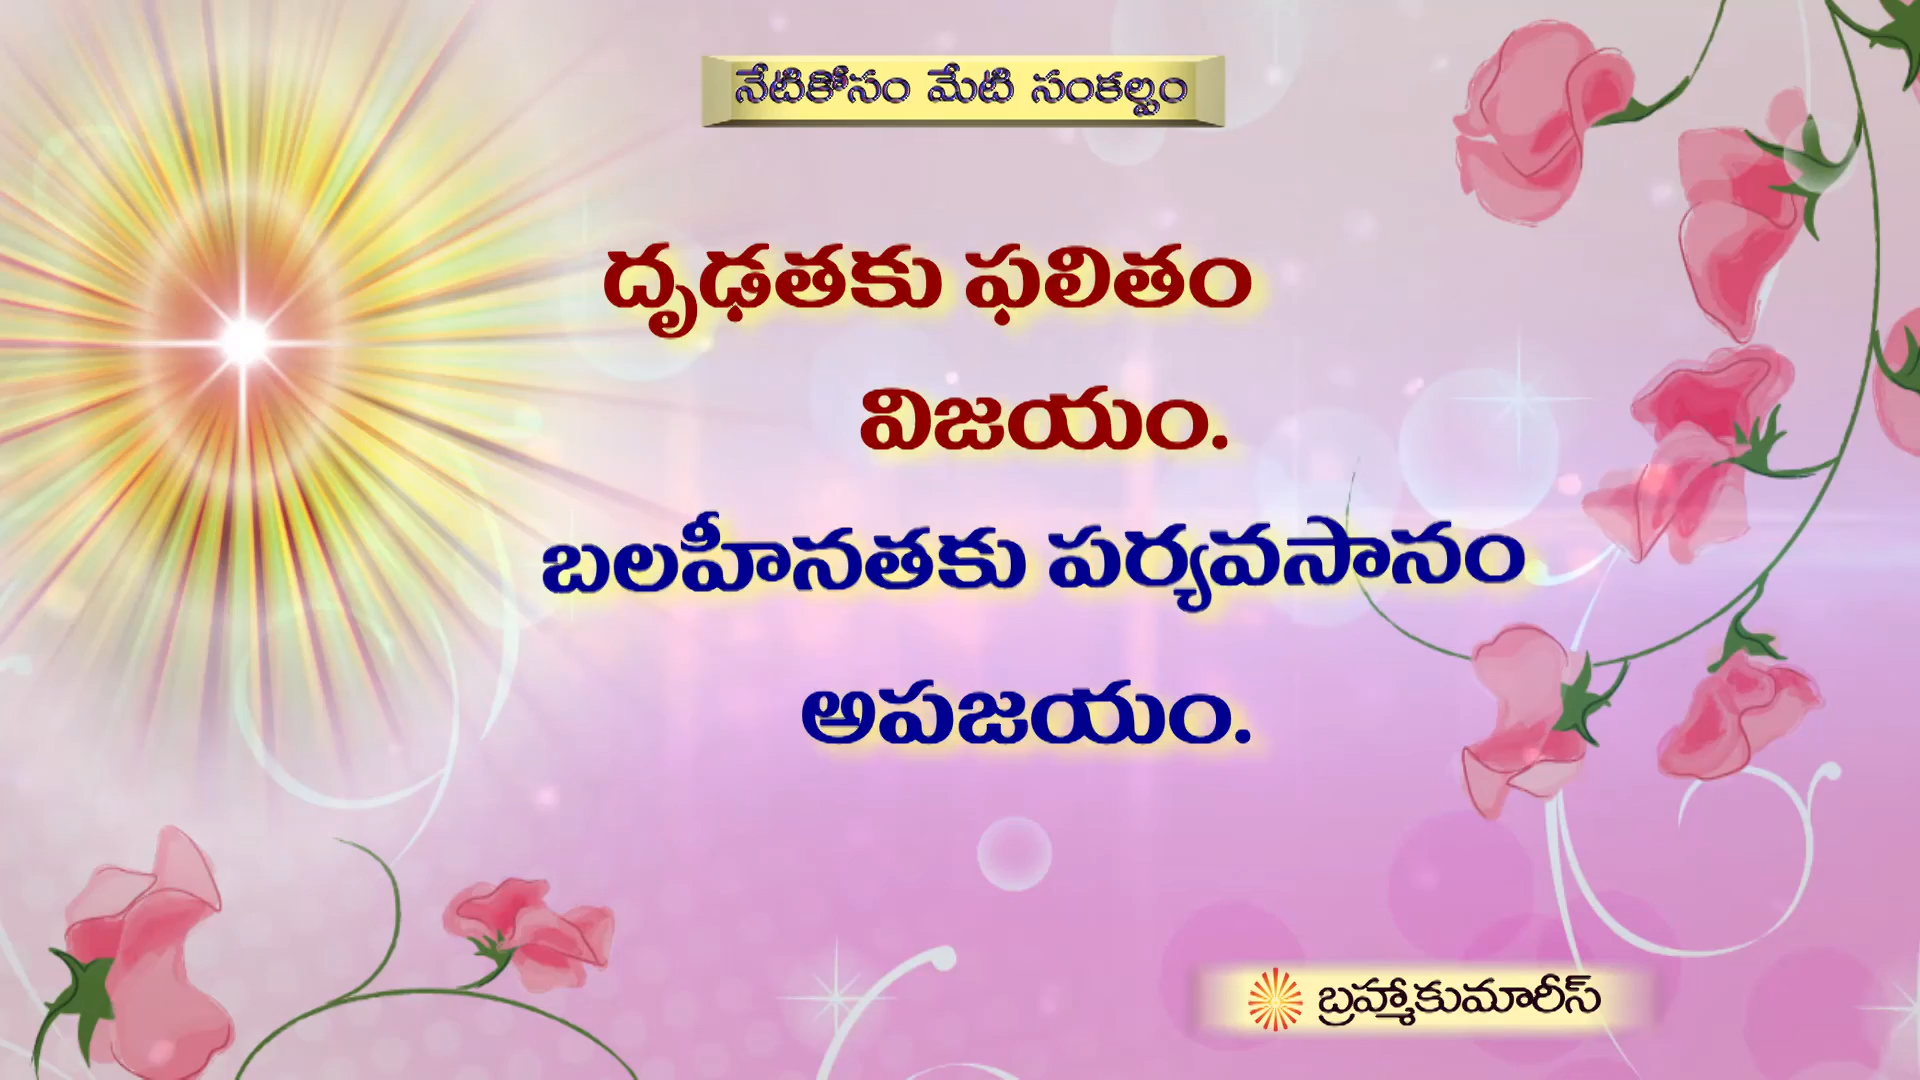 నేటికోసం మేటి సంకల్పం
దృఢతకు ఫలితం
విజయం.
బలహీనతకు పర్యవసానం
అపజయం.
బ్రహ్మాకుమారీస్